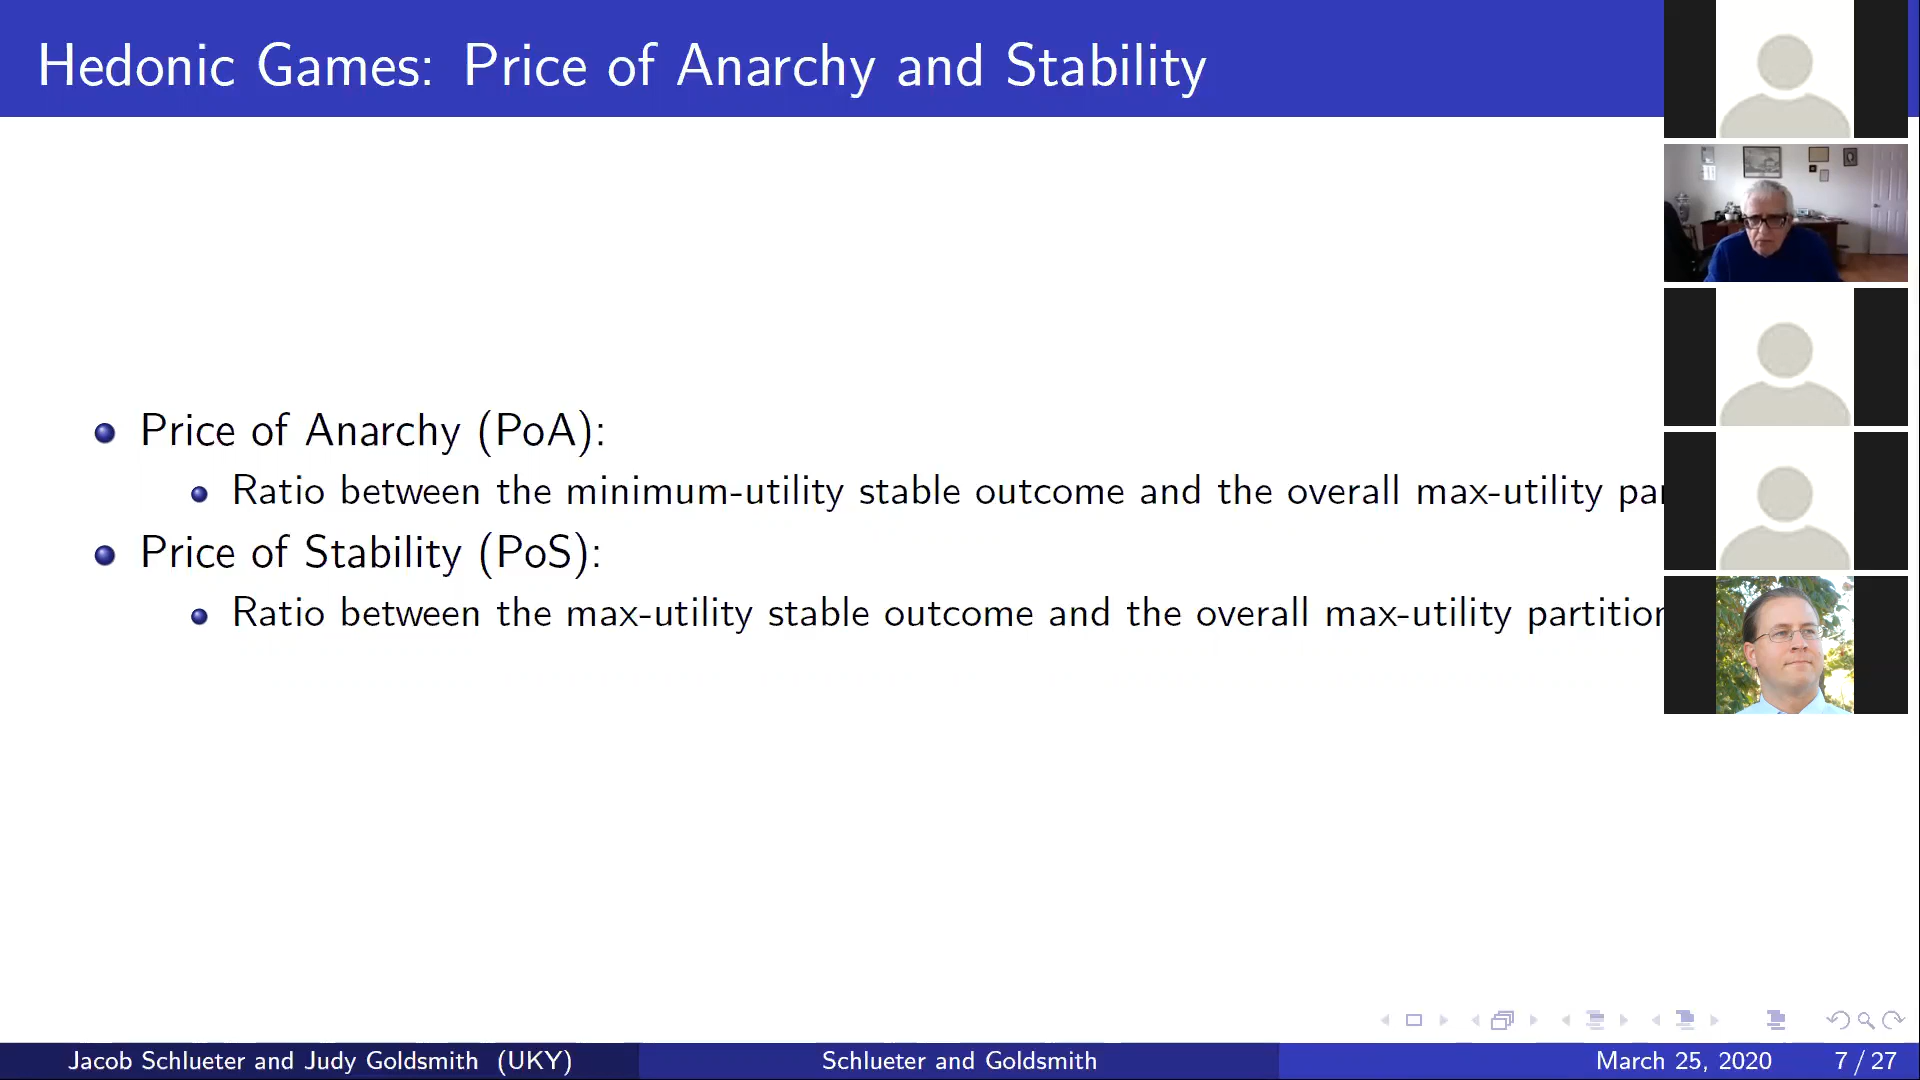 Hedonic Games: Price of Anarchy and Stability
Price of Anarchy (PoA):
Ratio between the minimum-utility stable outcome and the overall max-utility
Price of Stability (PoS):
Ratio between the max-utility stable outcome and the overall max-utility partition
Jacob Schlueter and Judy Goldsmith (UKY) Schlueter and Goldsmith March 25, 2020 7 / 27